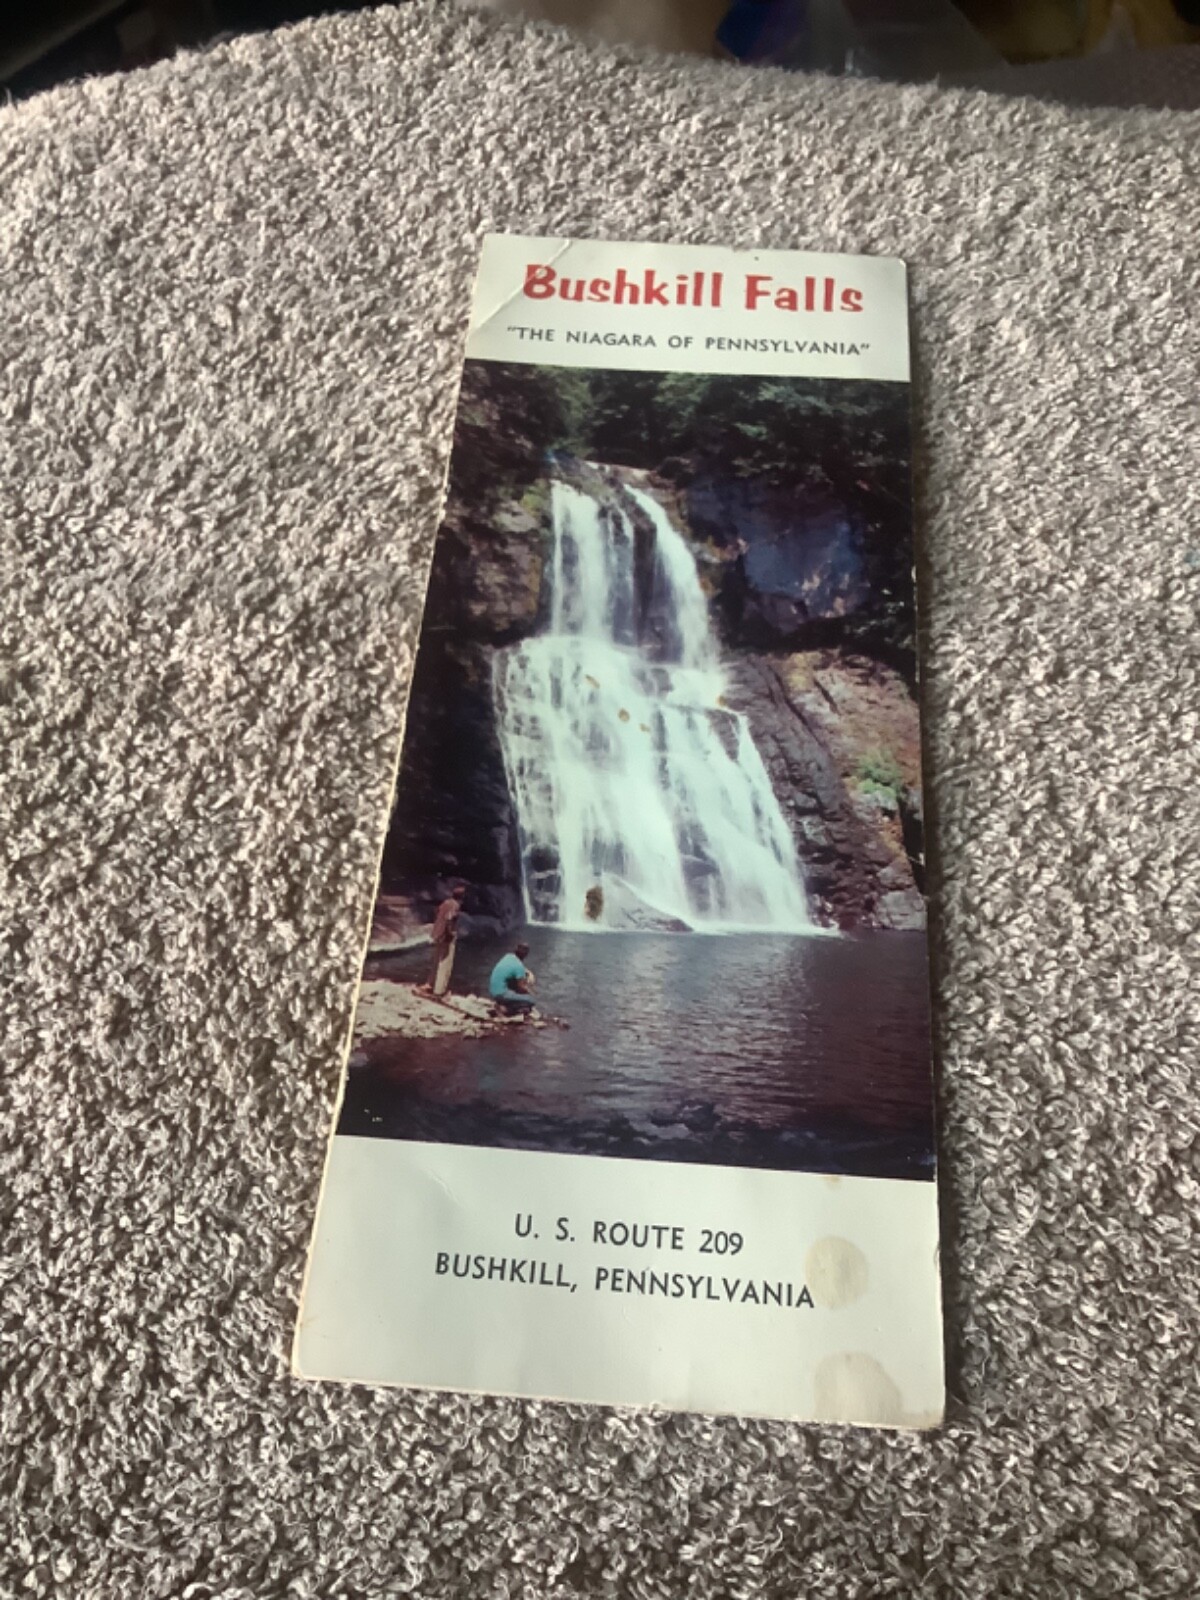 Bushkill Falls
"THE NIAGARA OF PENNSYLVANIA"
U. S. ROUTE 209
BUSHKILL, PENNSYLVANIA